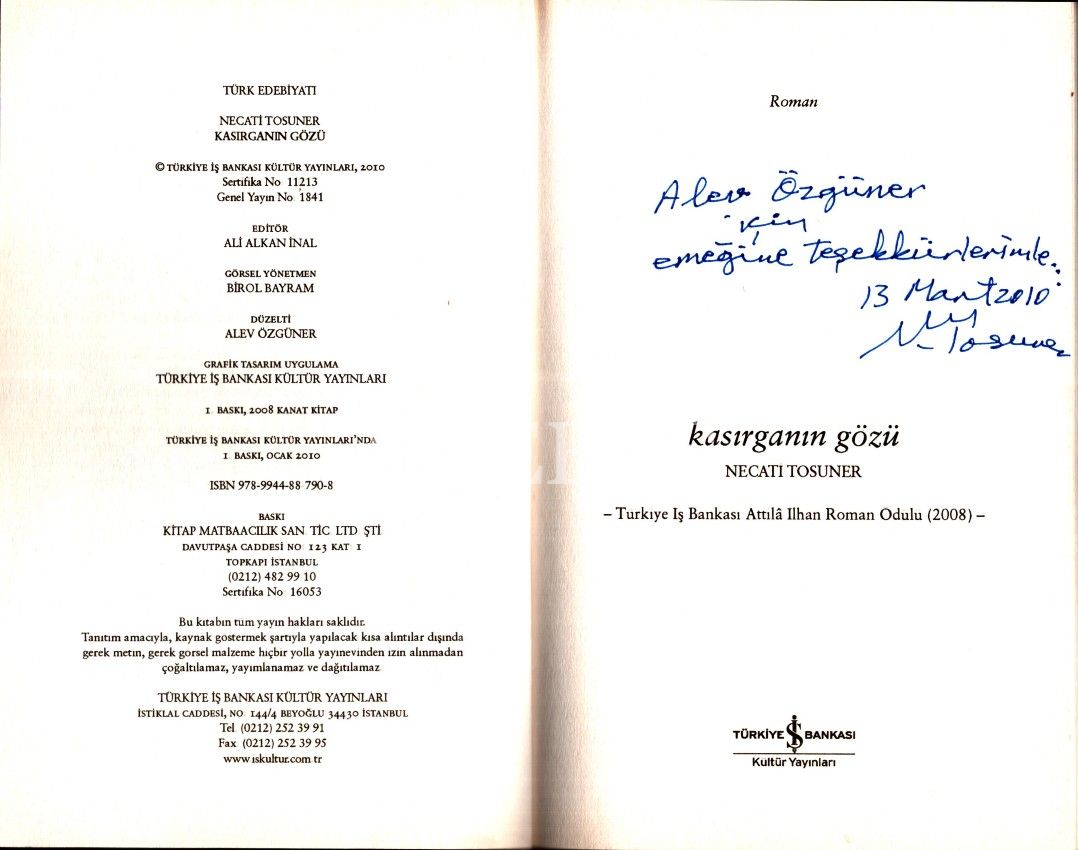 TÜRK EDEBİYATI
NECATİ TOSUNER
KASIRGANIN GÖZÜ
© TÜRKİYE İŞ BANKASI KÜLTÜR YAYINLARI, 2010
Sertifika No 11213
Genel Yayın No 1841
EDİTÖR
ALİ ALKAN İNAL
GÖRSEL YÖNETMEN
BİROL BAYRAM
DÜZELTİ
ALEV ÖZGÜNER
GRAFİK TASARIM UYGULAMA
TÜRKİYE İŞ BANKASI KÜLTÜR YAYINLARI
1. BASKI, 2008 KANAT KİTAP
TÜRKİYE İŞ BANKASI KÜLTÜR YAYINLARI'NDA
1. BASKI, OCAK 2010
ISBN 978-9944-88 790-8
BASKI
KİTAP MATBAACILIK SAN TİC LTD ŞTİ
DAVUTPAŞA CADDESİ NO 123 KAT 1
TOPKAPI İSTANBUL
(0212) 482 99 10
Sertifika No 16053
Bu kitabın tüm yayın hakları saklıdır.
Tanıtım amacıyla, kaynak gostermek şartıyla yapılacak kısa alıntılar dışında
gerek metin, gerek gorsel malzeme hiçbir yolla yayınevinden izin alınmadan
çoğaltılamaz, yayımlanamaz ve dağıtılamaz
TÜRKİYE İŞ BANKASI KÜLTÜR YAYINLARI
İSTİKLAL CADDESİ, NO 144/4 BEYOĞLU 34430 İSTANBUL
Tel (0212) 252 39 91
Fax (0212) 252 39 95
www.iskultur.com tr
Roman
Alev Özgüner
için
emeğine teşekkürlerimle..
13 Mart 2010
N. Tosuner
kasırganın gözü
NECATI TOSUNER
– Turkıye Iş Bankası Attılâ Ilhan Roman Odulu (2008) –
TÜRKİYE İŞ BANKASI
Kültür Yayınları